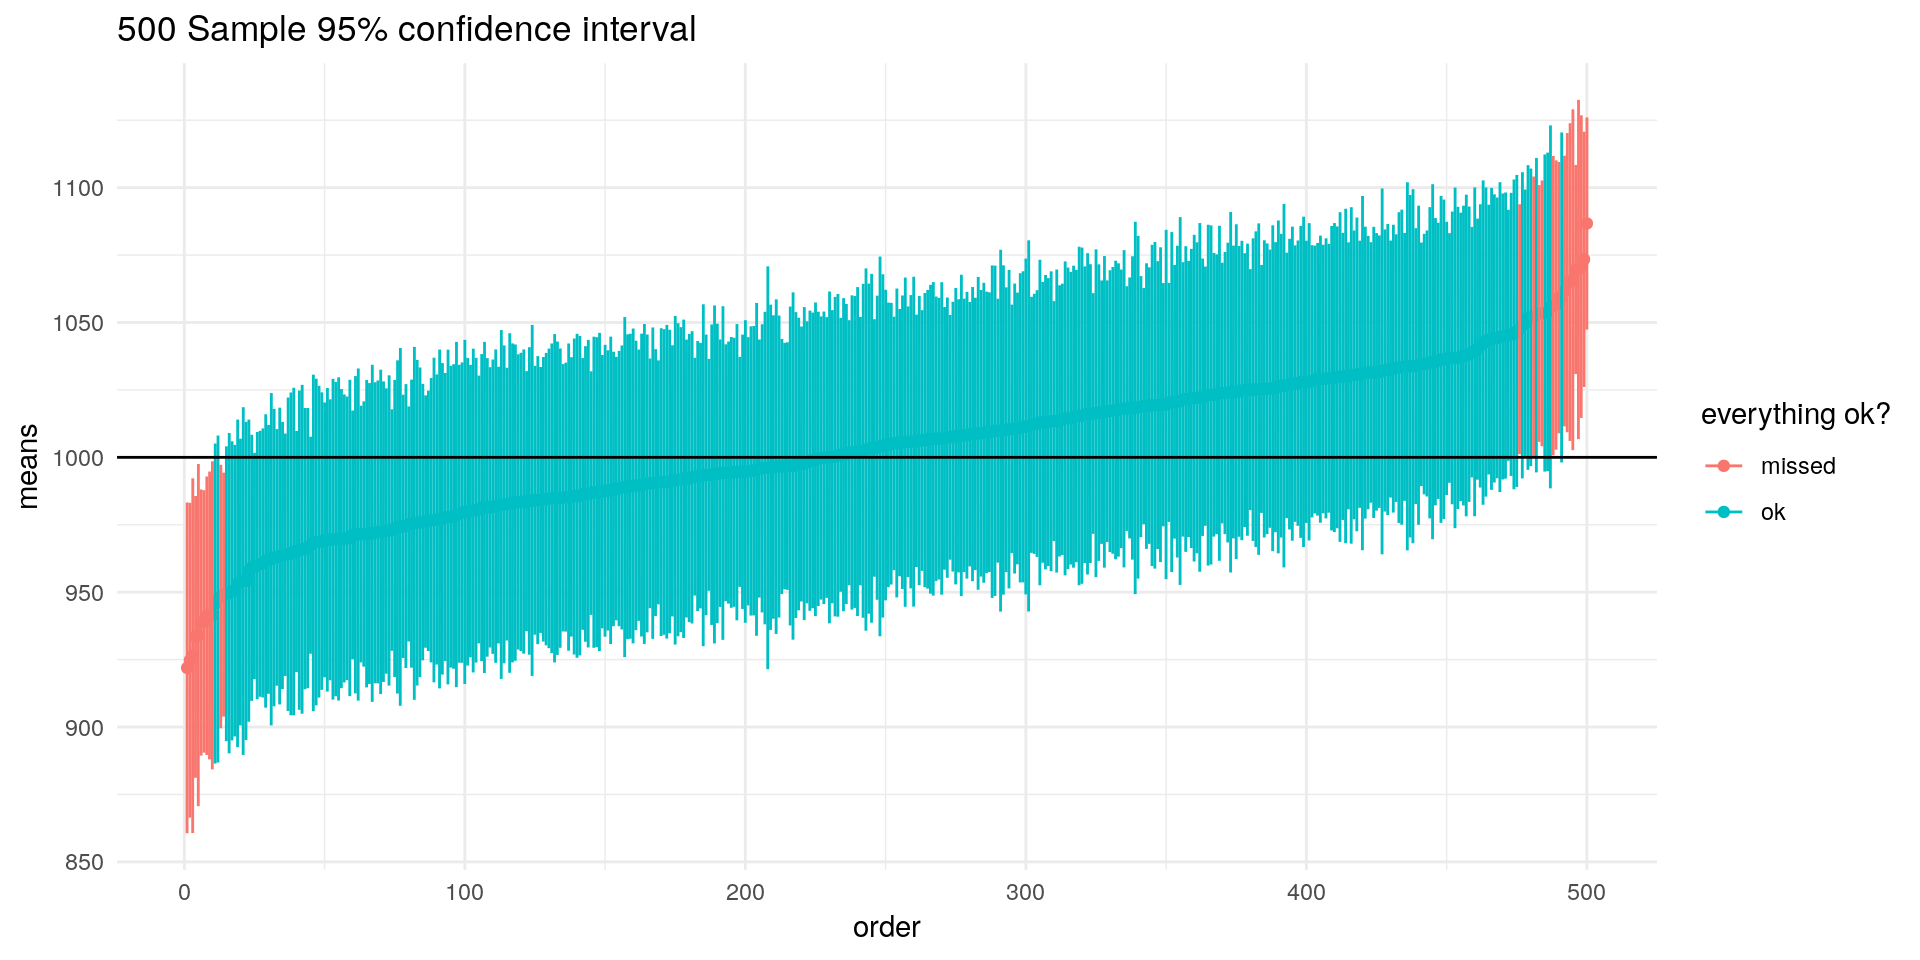 500 Sample 95% confidence interval
means
1100
1050
1000
950
900
850
0 100 200 300 400 500
order
everything ok?
missed
ok